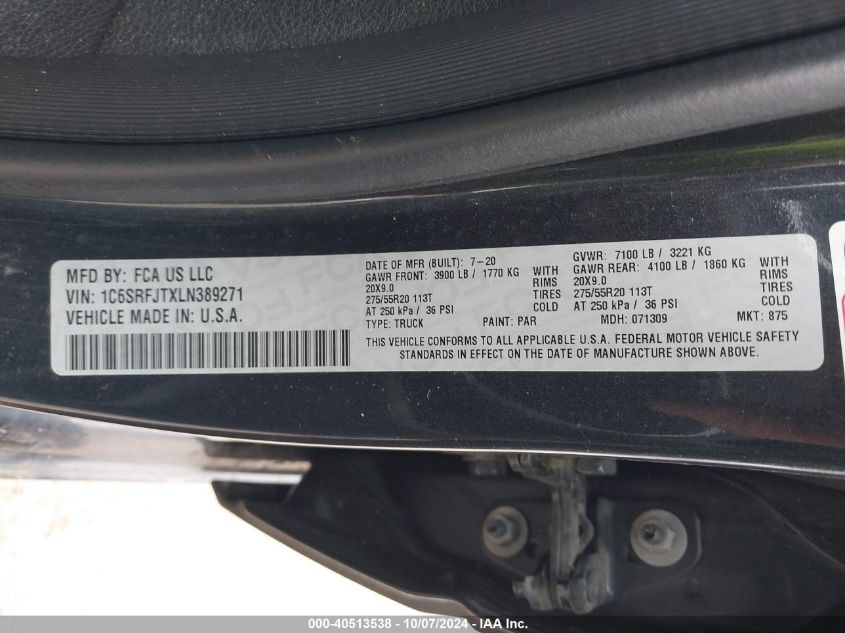 MFD BY: FCA US LLC
VIN: 1C6SRFJTXLN389271
VEHICLE MADE IN: U.S.A.
DATE OF MFR (BUILT): 7-20
GAWR FRONT: 3900 LB / 1770 KG WITH
20X9.0 RIMS
275/55R20 113T TIRES
AT 250 kPaJ / 36 PSI COLD
TYPE: TRUCK PAINT: PAR
GVWR: 7100 LB / 3221 KG
GAWR REAR: 4100 LB / 1860 KG WITH
20X9.0 RIMS
275/55R20 113T TIRES
AT 250 kPaJ / 36 PSI COLD
MDH: 071309 MKT: 875
THIS VEHICLE CONFORMS TO ALL APPLICABLE U.S.A. FEDERAL MOTOR VEHICLE SAFETY
STANDARDS IN EFFECT ON THE DATE OF MANUFACTURE SHOWN ABOVE.
000-40513538 - 10/07/2024 - IAA Inc.